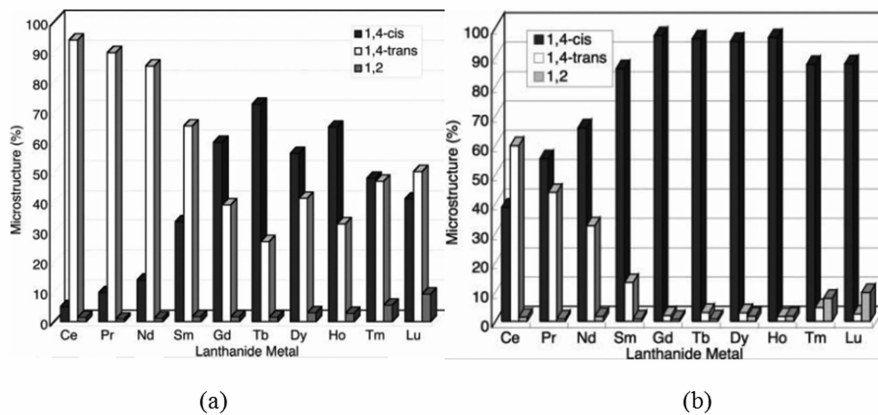 100
90
80
70
60
50
40
30
20
10
0
Microstructure (%)
1,4-cis
1,4-trans
1,2
Ce Pr Nd Sm Gd Tb Dy Ho Tm Lu
Lanthanide Metal
(a)
100
90
80
70
60
50
40
30
20
10
0
Microstructure (%)
1,4-cis
1,4-trans
1,2
Ce Pr Nd Sm Gd Tb Dy Ho Tm Lu
Lanthanide Metal
(b)